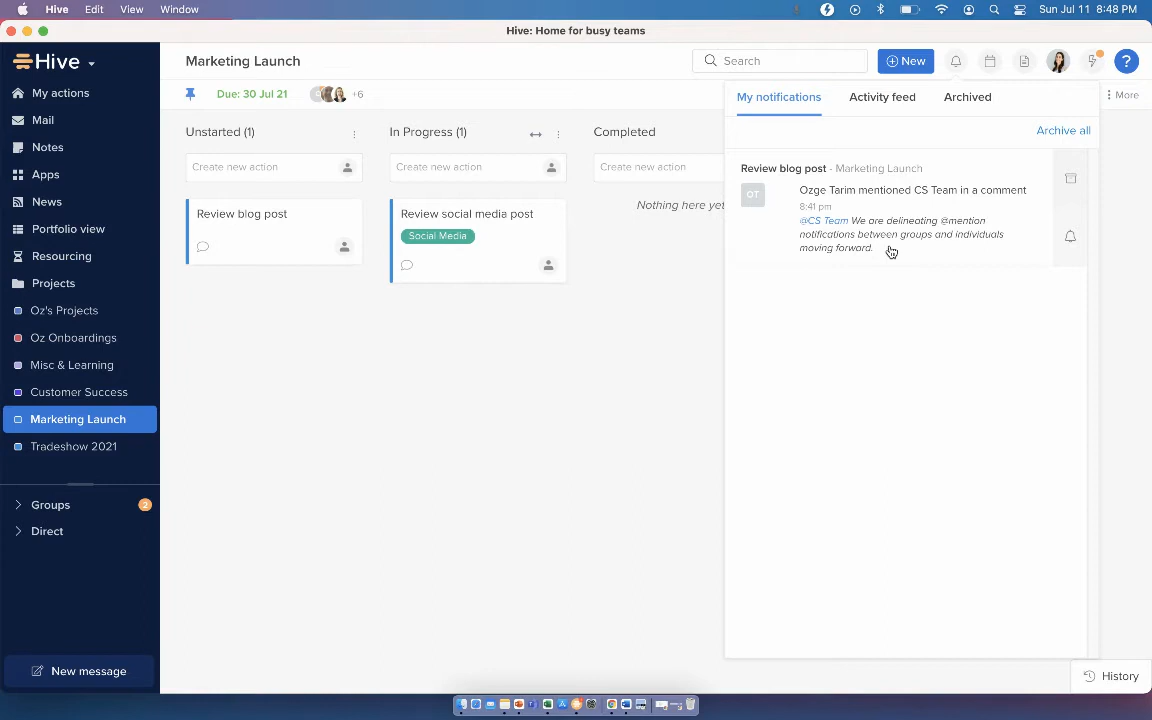 Hive Edit View Window Sun Jul 11 8:48 PM
Hive: Home for busy teams
Hive
Marketing Launch
Search
New
?
My actions
Due: 30 Jul 21
+6
My notifications
Activity feed
Archived
More
Mail
Unstarted (1)
In Progress (1)
Completed
Archive all
Notes
Create new action
Create new action
Create new action
Apps
News
Portfolio view
Resourcing
Projects
Oz's Projects
Oz Onboardings
Misc & Learning
Customer Success
Marketing Launch
Tradeshow 2021
Groups
2
Direct
New message
Review blog post
Review social media post
Social Media
Nothing here yet
Review blog post - Marketing Launch
OT
Ozge Tarim mentioned CS Team in a comment
8:41 pm
@CS Team We are delineating @mention
notifications between groups and individuals
moving forward.
History